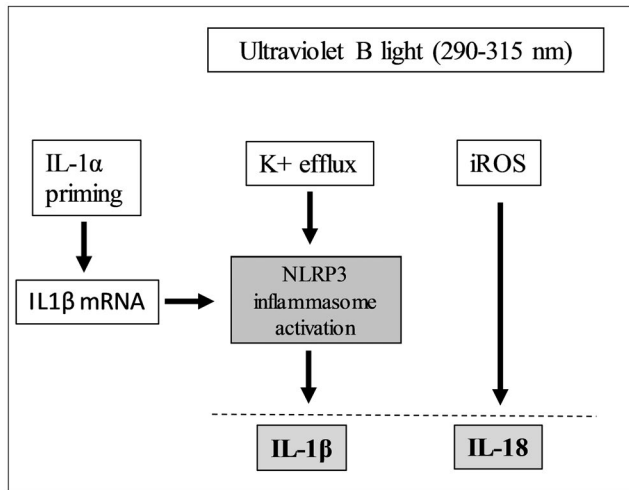 Ultraviolet B light (290-315 nm)
IL-1α
priming
K+ efflux
iROS
IL1β mRNA
NLRP3
inflammasome
activation
IL-1β
IL-18